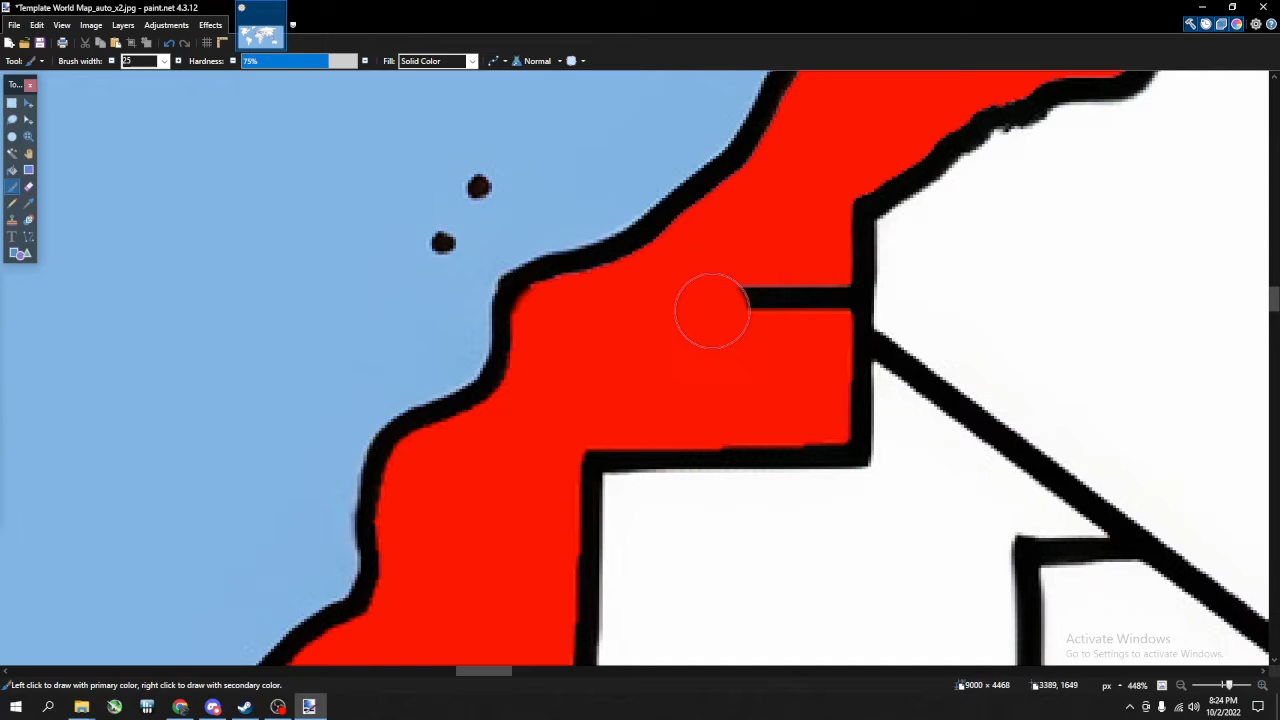 *Template World Map_auto_x2.jpg - paint.net 4.3.12
File Edit View Image Layers Adjustments Effects
Tool: Brush width: 25 Hardness: 75% Fill: Solid Color Normal
To...
Activate Windows
Go to Settings to activate Windows.
Left click to draw with primary color, right click to draw with secondary color. 9000 × 4468 3389, 1649 px 448%
8:24 PM
10/2/2022